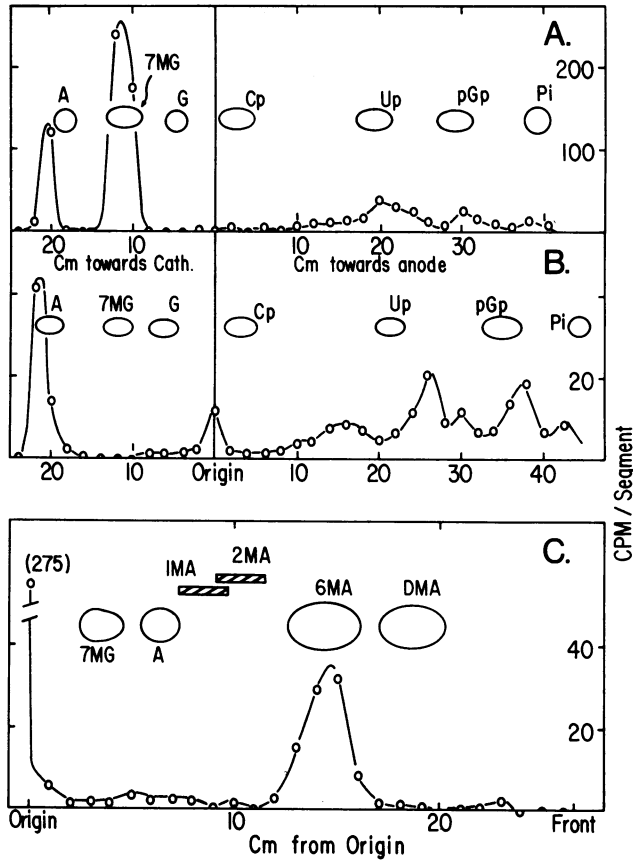 A.
7MG
A
G
Cp
Up
pGp
Pi
200
100
20 10 10 20 30
Cm towards Cath. Cm towards anode
B.
A 7MG G Cp Up pGp Pi
20
20 10 Origin 10 20 30 40
CPM / Seament
C.
(275)
1MA
2MA
6MA
DMA
7MG
A
40
20
Origin 10 20 Front
Cm from Origin